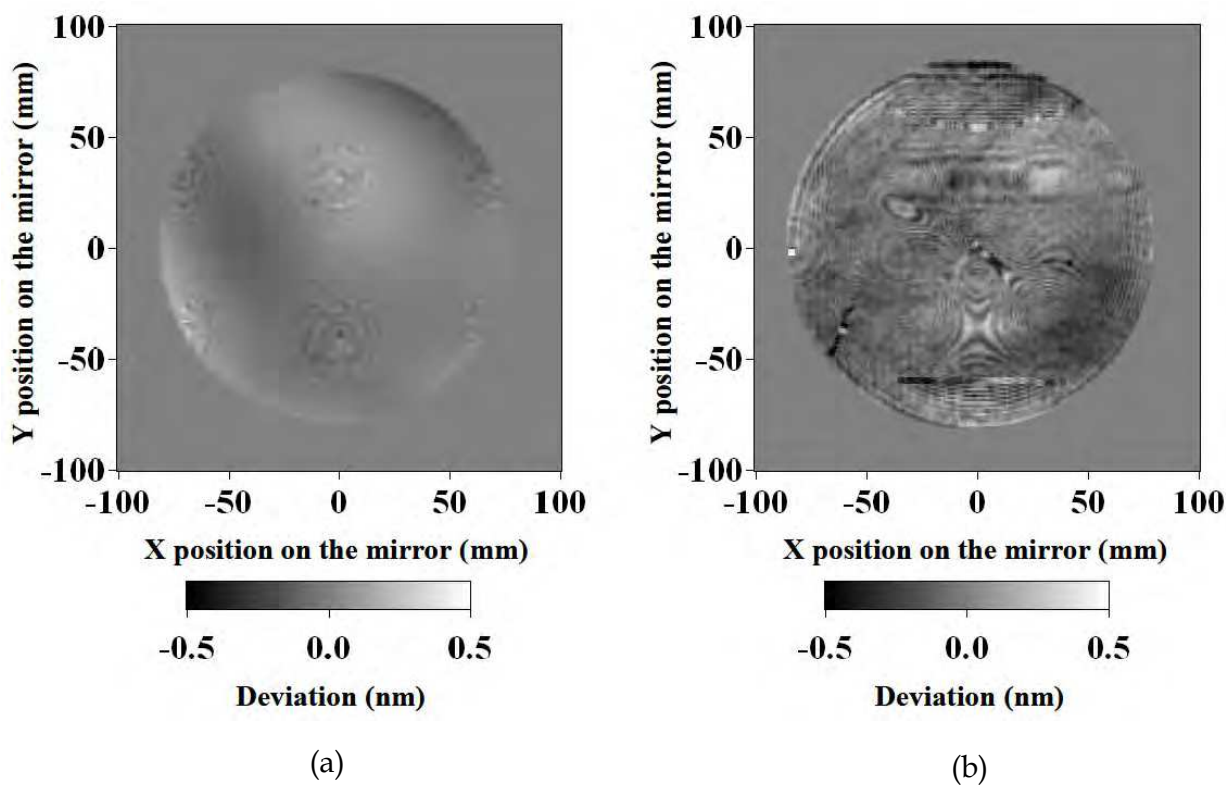 100
50
0
-50
-100
Y position on the mirror (mm)
-100 -50 0 50 100
X position on the mirror (mm)
-0.5 0.0 0.5
Deviation (nm)
(a)
100
50
0
-50
-100
Y position on the mirror (mm)
-100 -50 0 50 100
X position on the mirror (mm)
-0.5 0.0 0.5
Deviation (nm)
(b)